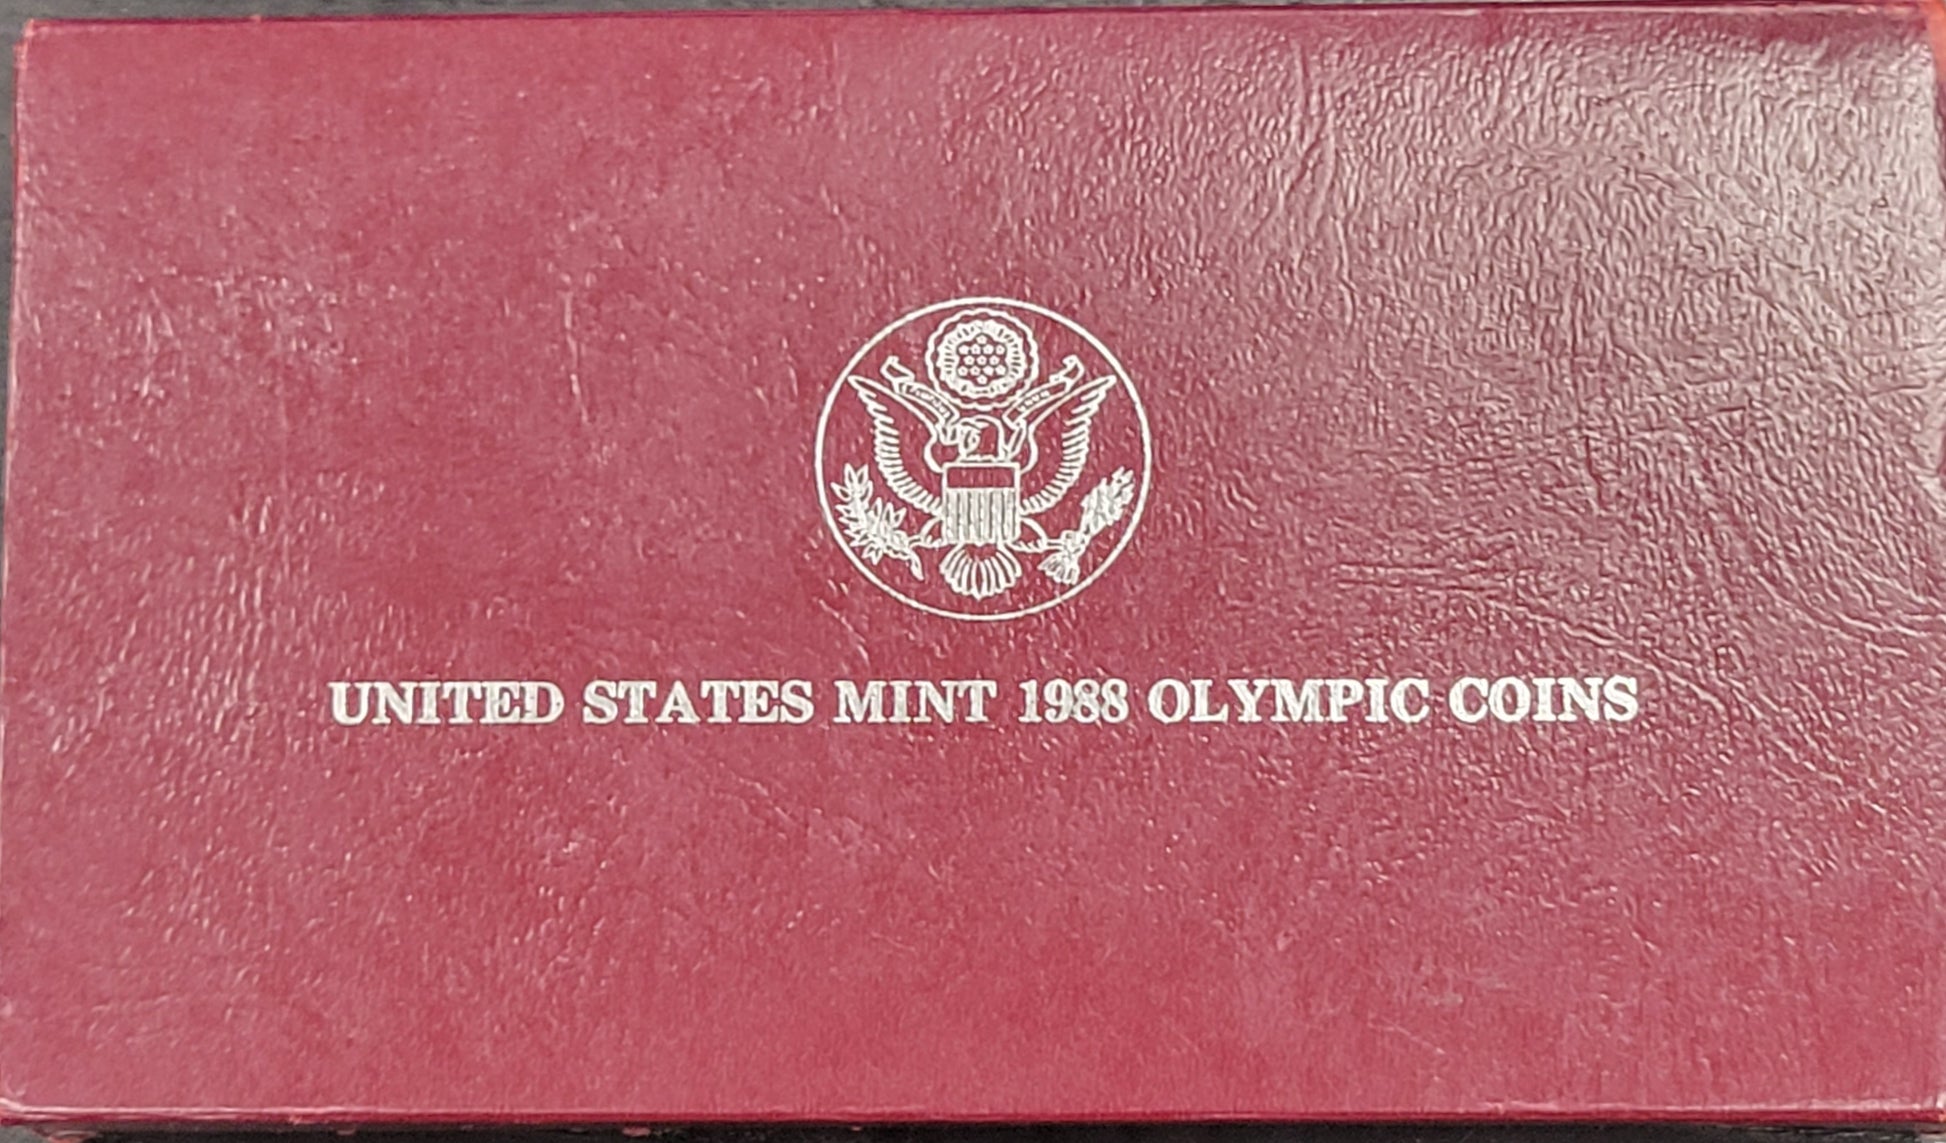 UNITED STATES MINT 1988 OLYMPIC COINS